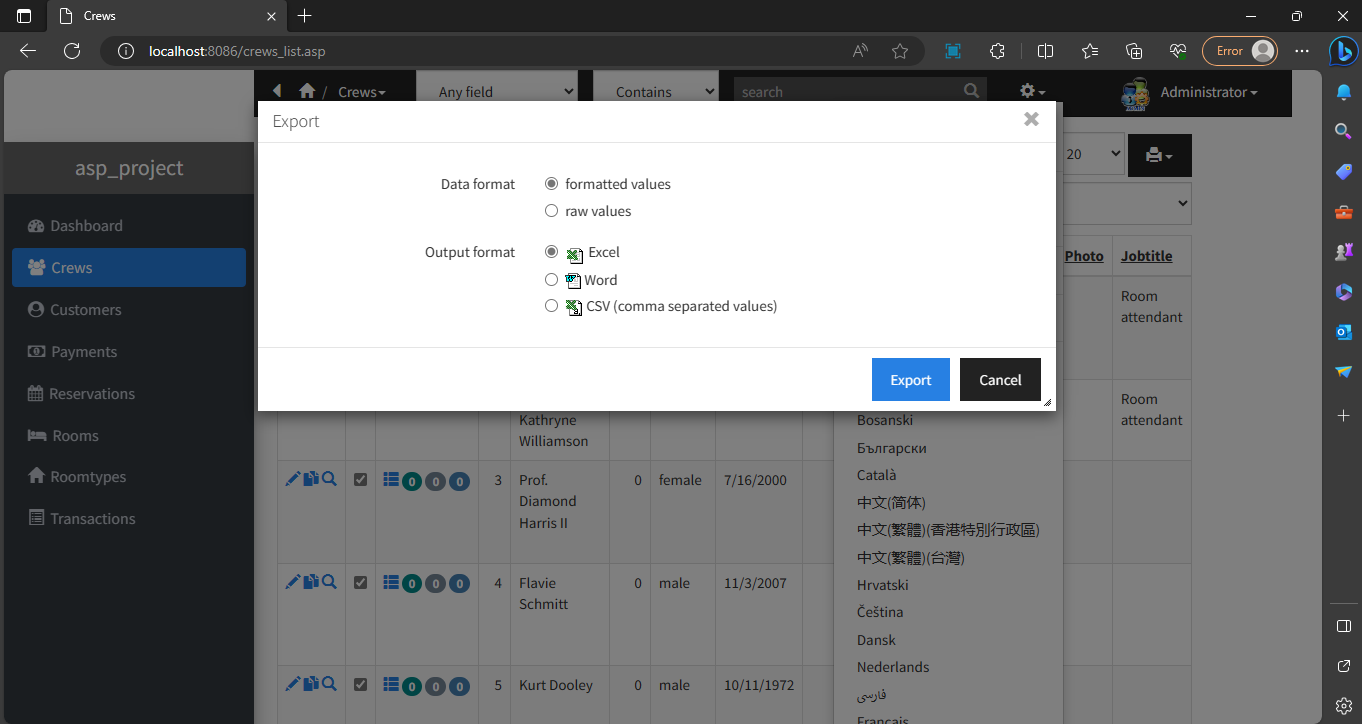 Crews
localhost:8086/crews_list.asp
Error
/ Crews
Any field
Contains
search
Administrator
asp_project
Dashboard
Crews
Customers
Payments
Reservations
Rooms
Roomtypes
Transactions
Export
Data format
formatted values
raw values
Output format
Excel
Word
CSV (comma separated values)
Export
Cancel
20
Photo
Jobtitle
Room
attendant
Room
attendant
Kathryne
Williamson
0 0 0 3 Prof. 0 female 7/16/2000
Diamond
Harris II
0 0 0 4 Flavie 0 male 11/3/2007
Schmitt
0 0 0 5 Kurt Dooley 0 male 10/11/1972
Bosanski
Български
Català
中文(简体)
中文(繁體)(香港特別行政區)
中文(繁體)(台灣)
Hrvatski
Čeština
Dansk
Nederlands
فارسی
Français